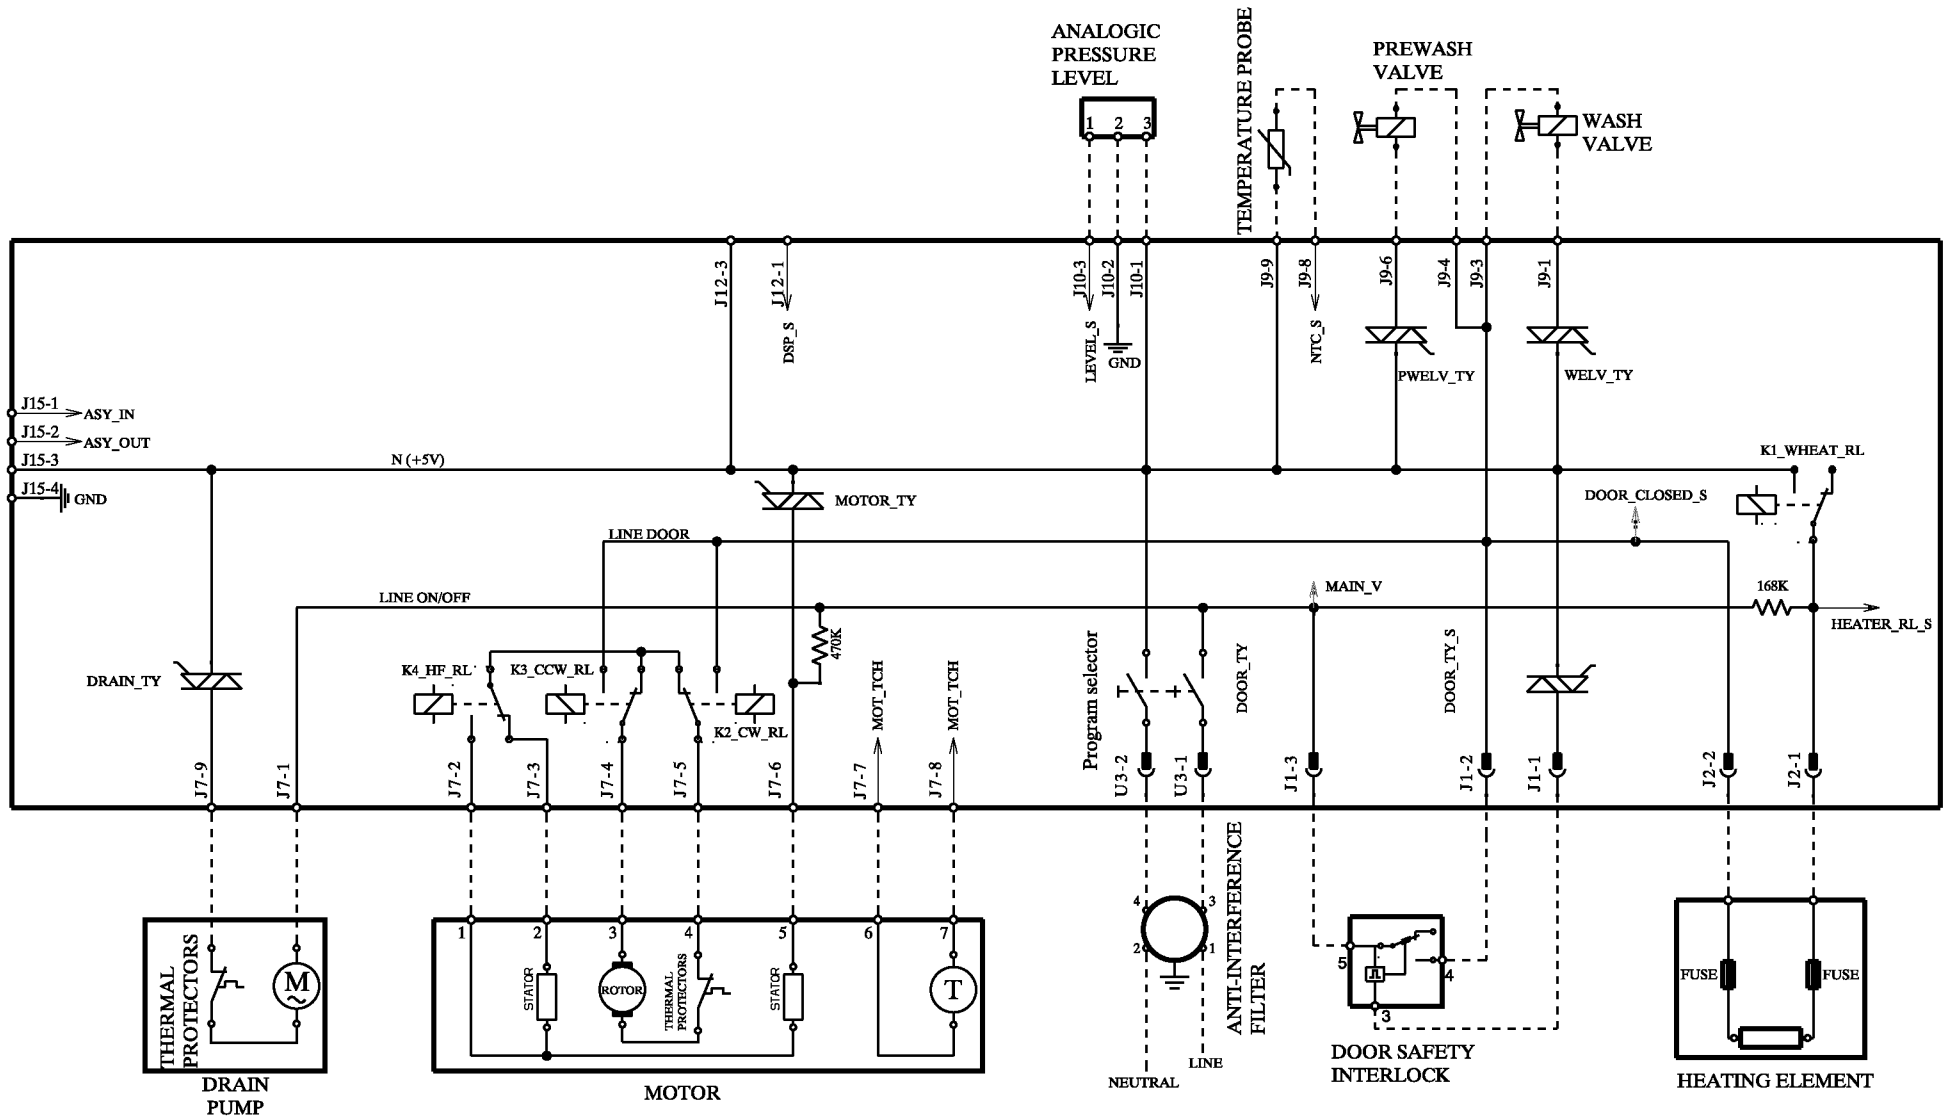 ANALOGIC
PRESSURE
LEVEL
1 2 3
TEMPERATURE PROBE
PREWASH
VALVE
WASH
VALVE
J12-3
J12-1
DSP_S
J10-3
J10-2
J10-1
LEVEL_S
GND
J9-9
J9-8
NTC_S
J9-6
J9-4
J9-3
J9-1
PWELV_TY
WELV_TY
J15-1
ASY_IN
J15-2
ASY_OUT
J15-3
N (+5V)
J15-4
GND
K1_WHEAT_RL
MOTOR_TY
DOOR_CLOSED_S
LINE DOOR
LINE ON/OFF
MAIN_V
168K
HEATER_RL_S
470K
DRAIN_TY
K4_HF_RL
K3_CCW_RL
K2_CW_RL
MOT_TCH
MOT_TCH
Program selector
DOOR_TY
DOOR_TY_S
J7-9
J7-1
J7-2
J7-3
J7-4
J7-5
J7-6
J7-7
J7-8
U3-2
U3-1
J1-3
J1-2
J1-1
J2-2
J2-1
THERMAL
PROTECTORS
M
DRAIN
PUMP
1 2 3 4 5 6 7
STATOR
ROTOR
THERMAL
PROTECTORS
STATOR
T
MOTOR
4 3
2 1
ANTI-INTERFERENCE
FILTER
NEUTRAL
LINE
5
4
3
DOOR SAFETY
INTERLOCK
FUSE
FUSE
HEATING ELEMENT